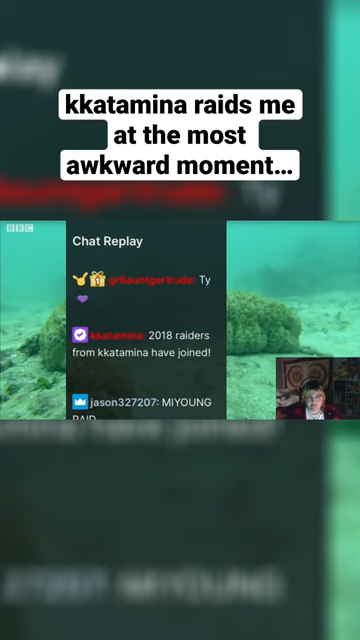 kkatamina raids me
at the most
awkward moment...
BBC
Chat Replay
gr8auntgertrude: Ty
kkatamina: 2018 raiders
from kkatamina have joined!
jason327207: MIYOUNG
RAID